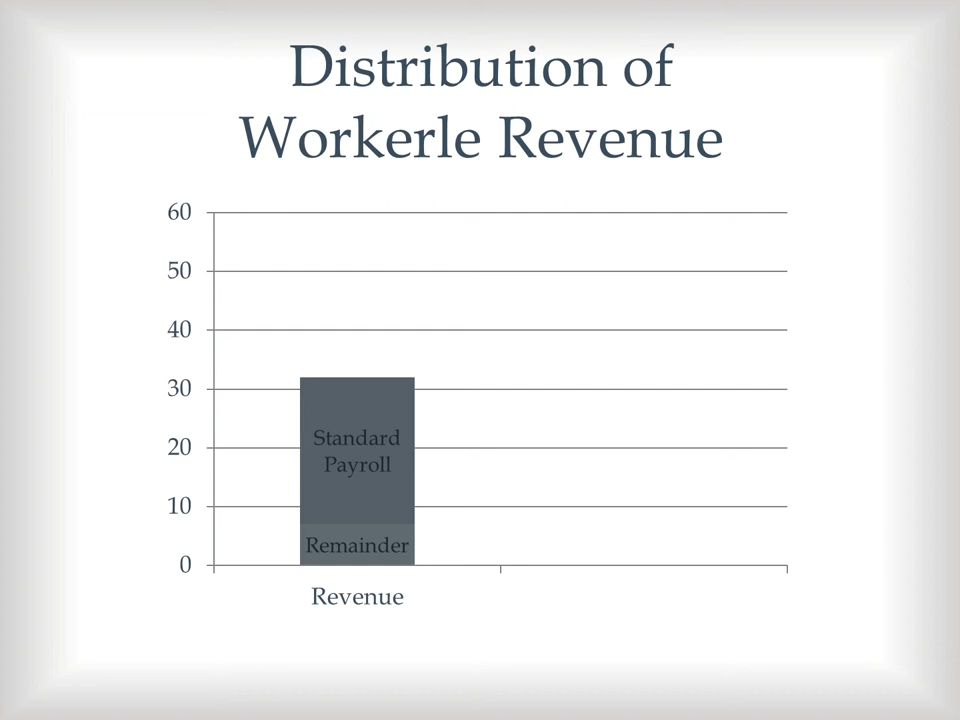 Distribution of
Workerle Revenue
60
50
40
30
20
10
0
Standard
Payroll
Remainder
Revenue